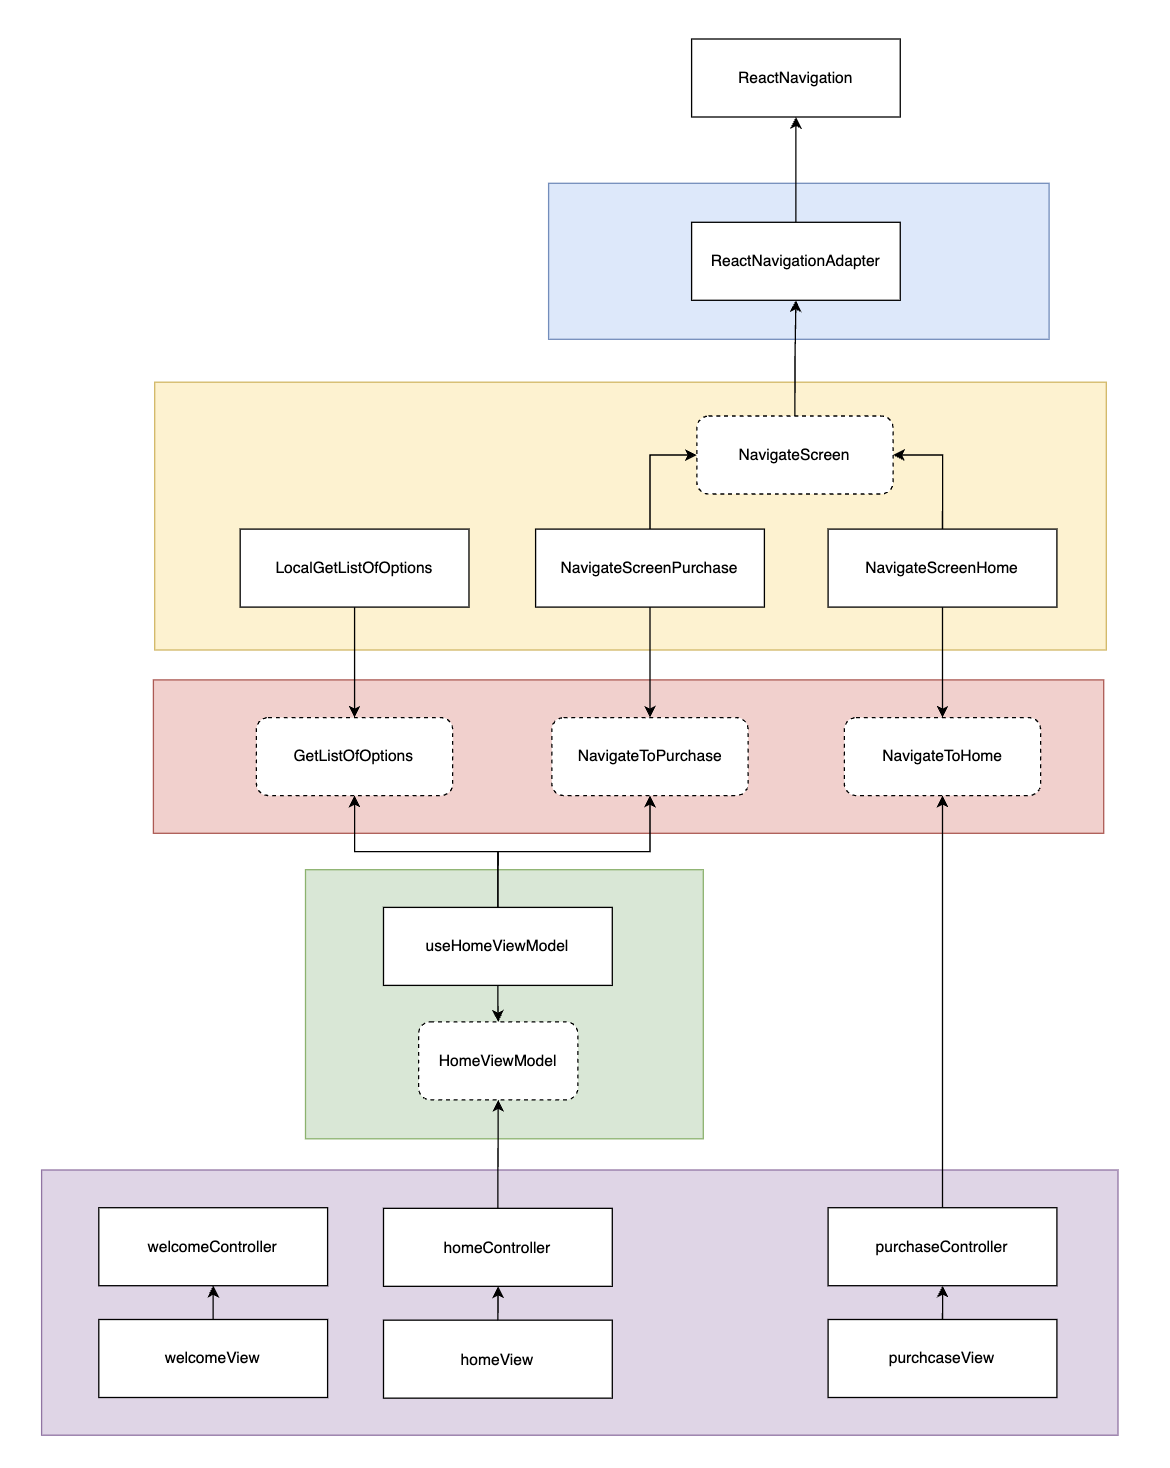 ReactNavigation
ReactNavigationAdapter
NavigateScreen
LocalGetListOfOptions
NavigateScreenPurchase
NavigateScreenHome
GetListOfOptions
NavigateToPurchase
NavigateToHome
useHomeViewModel
HomeViewModel
welcomeController
homeController
purchaseController
welcomeView
homeView
purchcaseView